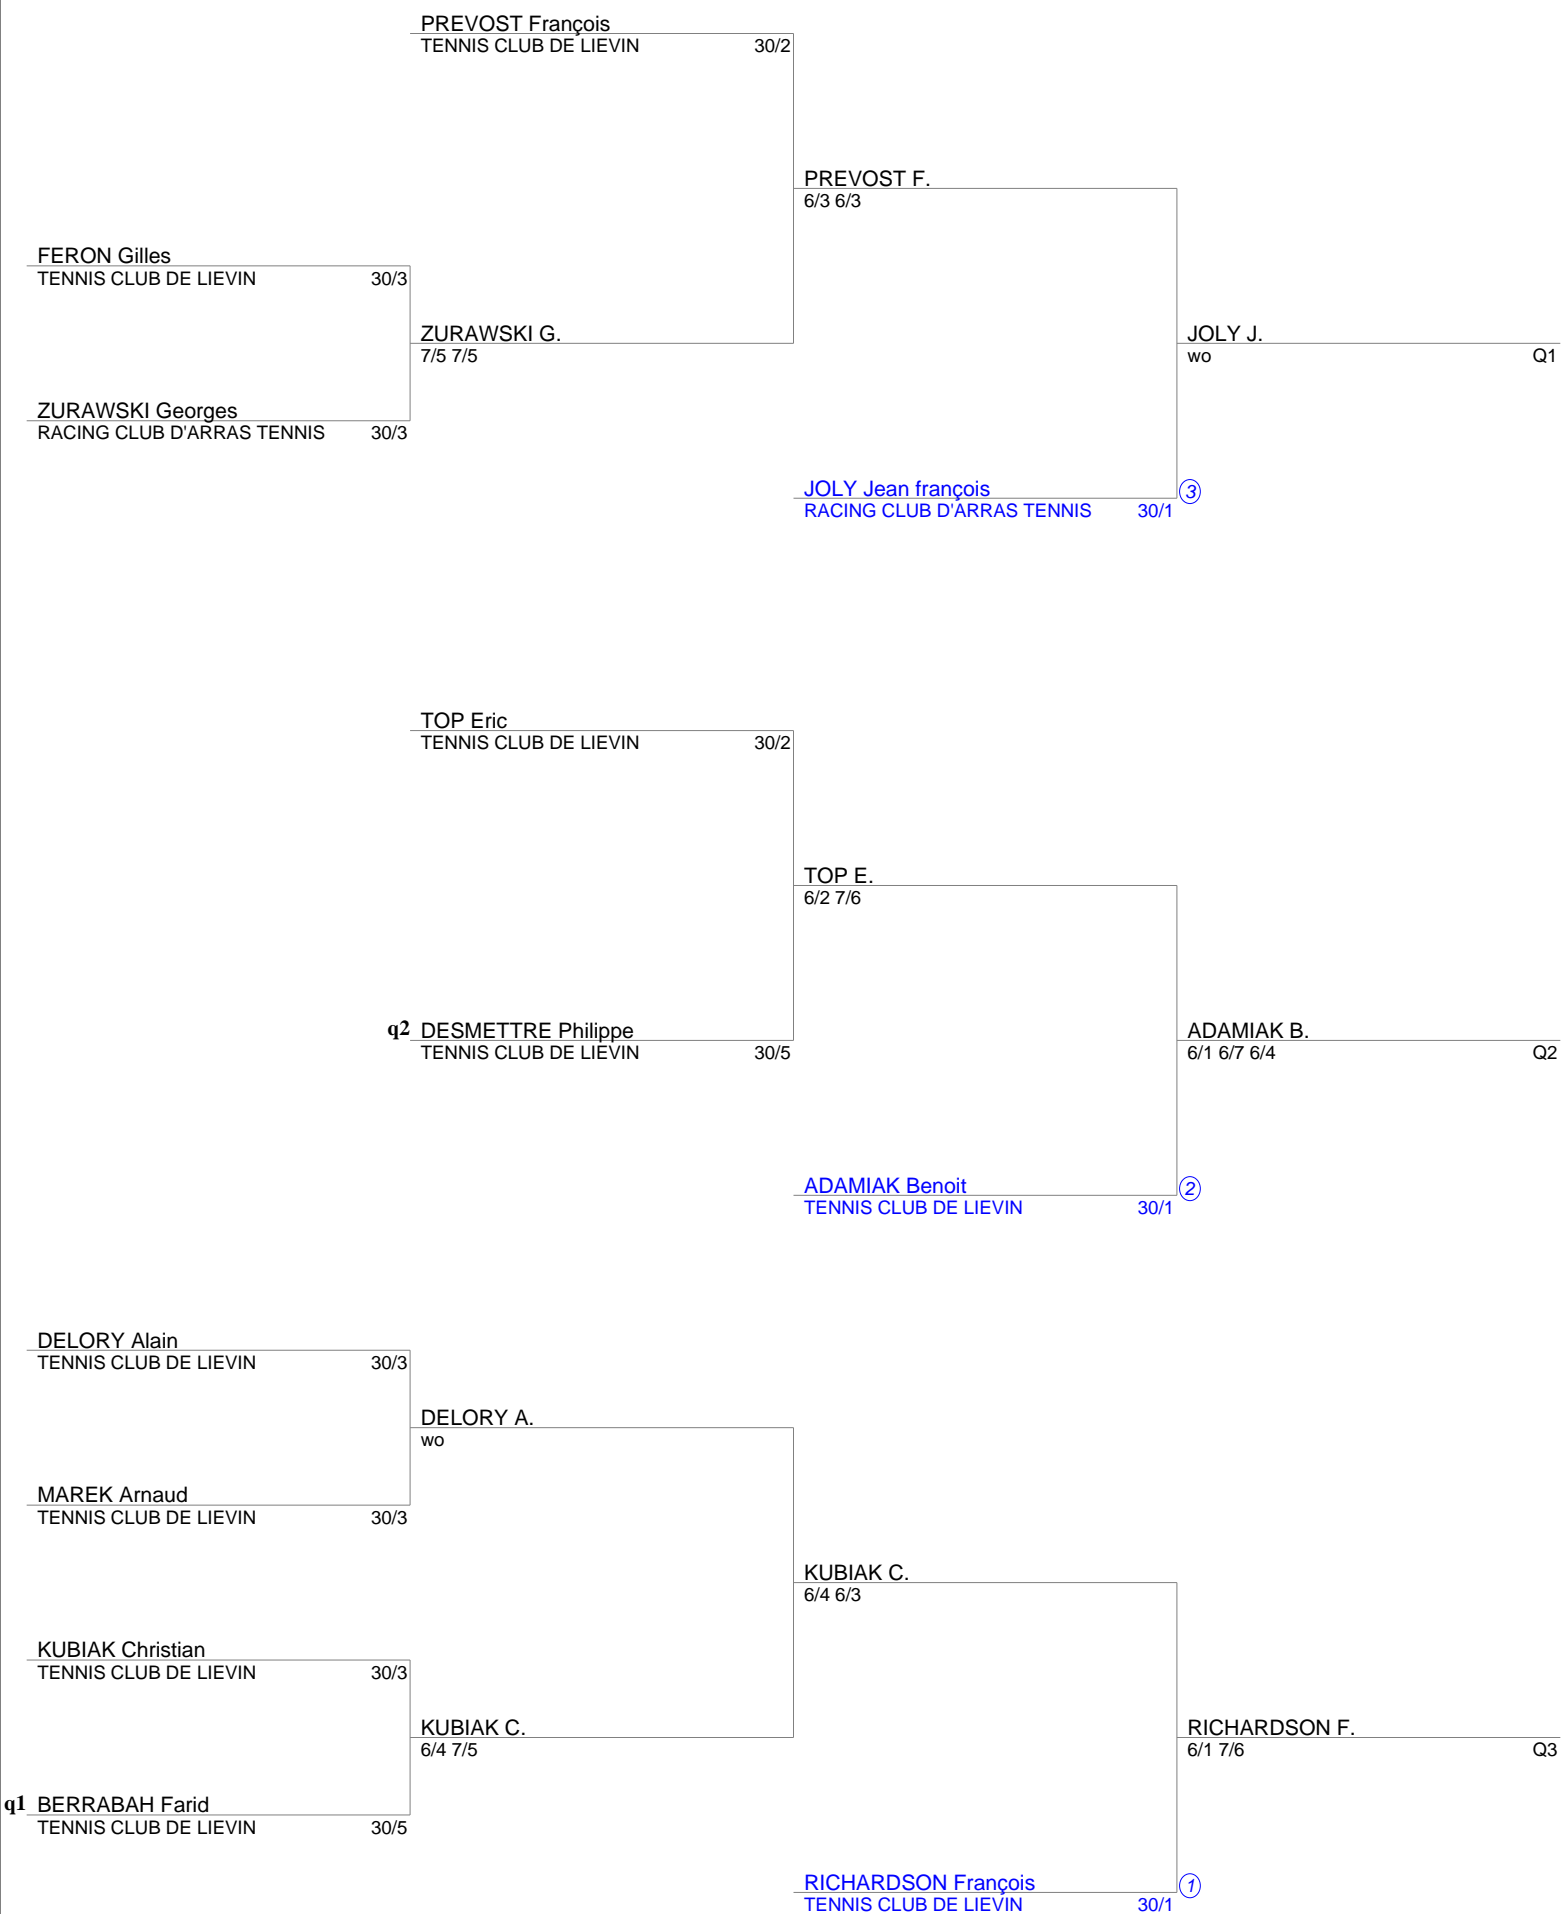 PREVOST François
TENNIS CLUB DE LIEVIN 30/2
PREVOST F.
6/3 6/3
FERON Gilles
TENNIS CLUB DE LIEVIN 30/3
ZURAWSKI G.
7/5 7/5
JOLY J.
wo Q1
ZURAWSKI Georges
RACING CLUB D'ARRAS TENNIS 30/3
JOLY Jean françois 3
RACING CLUB D'ARRAS TENNIS 30/1
TOP Eric
TENNIS CLUB DE LIEVIN 30/2
TOP E.
6/2 7/6
q2 DESMETTRE Philippe
TENNIS CLUB DE LIEVIN 30/5
ADAMIAK B.
6/1 6/7 6/4 Q2
ADAMIAK Benoit 2
TENNIS CLUB DE LIEVIN 30/1
DELORY Alain
TENNIS CLUB DE LIEVIN 30/3
DELORY A.
wo
MAREK Arnaud
TENNIS CLUB DE LIEVIN 30/3
KUBIAK C.
6/4 6/3
KUBIAK Christian
TENNIS CLUB DE LIEVIN 30/3
KUBIAK C.
6/4 7/5
RICHARDSON F.
6/1 7/6 Q3
q1 BERRABAH Farid
TENNIS CLUB DE LIEVIN 30/5
RICHARDSON François 1
TENNIS CLUB DE LIEVIN 30/1